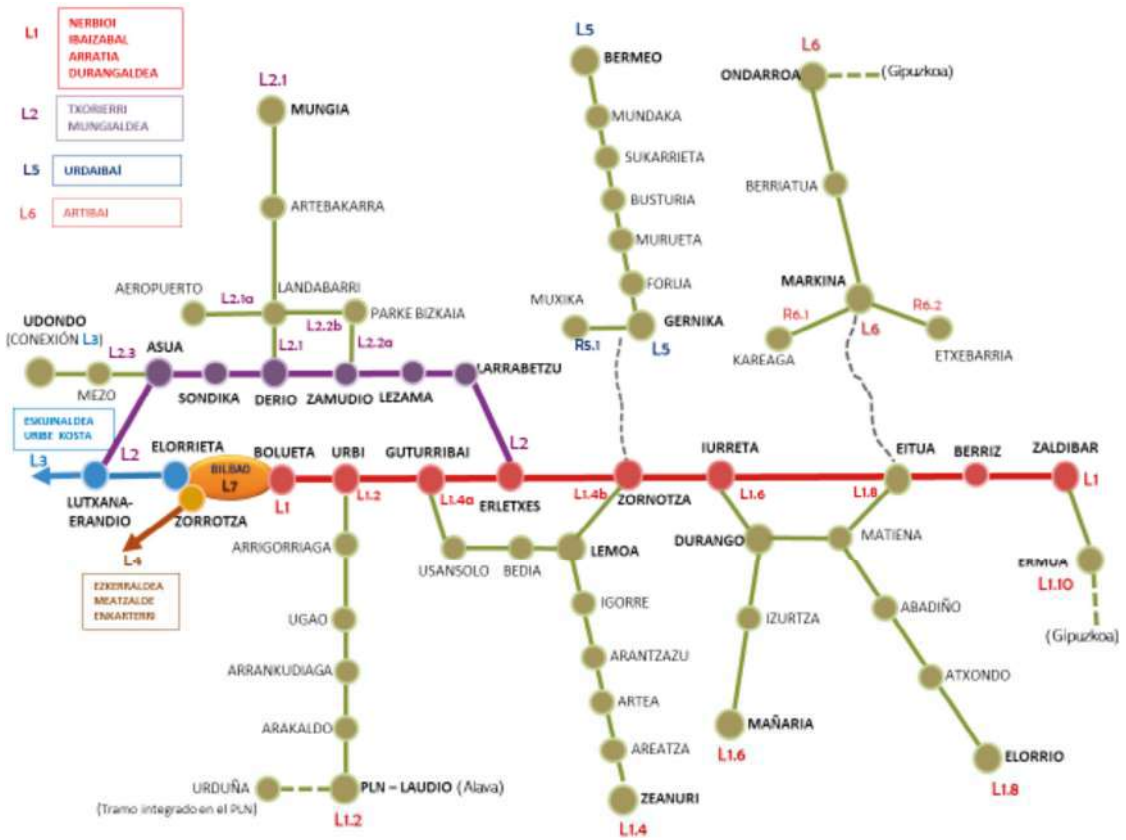 L1
NERBIOI
IBAIZABAL
ARRATIA
DURANGALDEA
L2
TXORIERRI
MUNGIALDEA
L5
URDAIBAÍ
L6
ARTIBAI
L2.1
MUNGIA
ARTEBAKARRA
AEROPUERTO
L2.1a
LANDABARRI
L2.2b
PARKE BIZKAIA
L2.1
L2.2a
UDONDO
(CONEXIÓN L3)
L2.3
ASUA
MEZO
SONDIKA
DERIO
ZAMUDIO
LEZAMA
LARRABETZU
L5
BERMEO
MUNDAKA
SUKARRIETA
BUSTURIA
MURUETA
FORUA
MUXIKA
R5.1
GERNIKA
L5
L6
ONDARROA
(Gipuzkoa)
BERRIATUA
MARKINA
R6.1
L6
R6.2
KAREAGA
ETXEBARRIA
ESKUINALDEA
URIBE KOSTA
L3
L2
ELORRIETA
BILBAO
L7
BOLUETA
L1
URBI
L1.2
GUTURRIBAI
L1.4a
L2
ERLETXES
L1.4b
ZORNOTZA
IURRETA
L1.6
EITUA
L1.8
BERRIZ
ZALDIBAR
L1
LUTXANA-
ERANDIO
ZORROTZA
L4
EZKERRALDEA
MEATZALDE
ENKARTERRI
ARRIGORRIAGA
UGAO
ARRANKUDIAGA
ARAKALDO
URDUÑA
(Tramo integrado en el PLN)
PLN – LAUDIO (Álava)
L1.2
USANSOLO
BEDIA
LEMOA
IGORRE
ARANTZAZU
ARTEA
AREATZA
ZEANURI
L1.4
DURANGO
MATIENA
IZURTZA
MAÑARIA
L1.6
ABADIÑO
ATXONDO
ELORRIO
L1.8
ERMUA
L1.10
(Gipuzkoa)